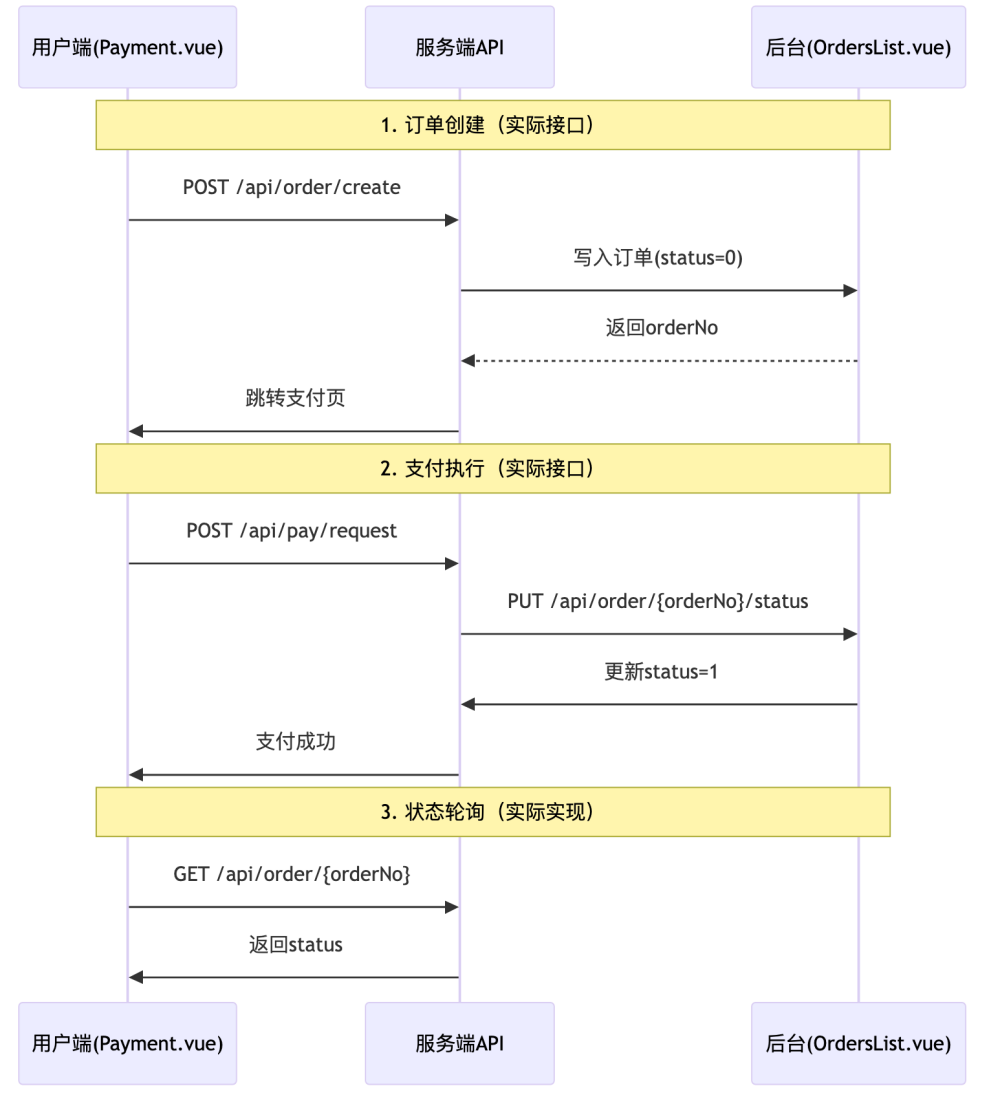 用户端(Payment.vue)
服务端API
后台(OrdersList.vue)
1. 订单创建（实际接口）
POST /api/order/create
写入订单(status=0)
返回orderNo
跳转支付页
2. 支付执行（实际接口）
POST /api/pay/request
PUT /api/order/{orderNo}/status
更新status=1
支付成功
3. 状态轮询（实际实现）
GET /api/order/{orderNo}
返回status
用户端(Payment.vue)
服务端API
后台(OrdersList.vue)